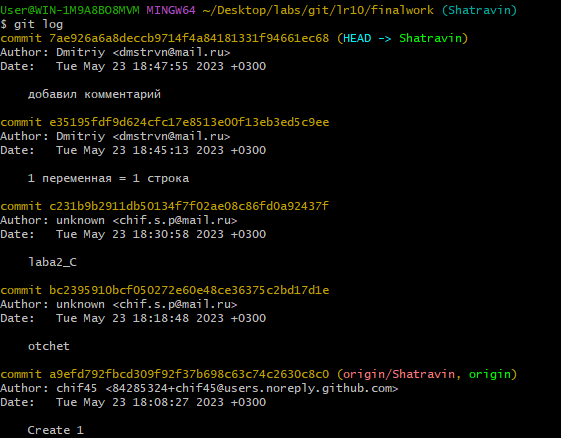 User@WIN-1M9A8BO8MVM MINGW64 ~/Desktop/labs/git/lr10/finalwork (Shatravin)
$ git log
commit 7ae926a6a8deccb9714f4a84181331f94661ec68 (HEAD -> Shatravin)
Author: Dmitriy <dmstrvn@mail.ru>
Date:   Tue May 23 18:47:55 2023 +0300
добавил комментарий
commit e35195fdf9d624cfc17e8513e00f13eb3ed5c9ee
Author: Dmitriy <dmstrvn@mail.ru>
Date:   Tue May 23 18:45:13 2023 +0300
1 переменная = 1 строка
commit c231b9b2911db50134f7f02ae08c86fd0a92437f
Author: unknown <chif.s.p@mail.ru>
Date:   Tue May 23 18:30:58 2023 +0300
laba2_C
commit bc2395910bcf050272e60e48ce36375c2bd17d1e
Author: unknown <chif.s.p@mail.ru>
Date:   Tue May 23 18:18:48 2023 +0300
otchet
commit a9efd792fbcd309f92f37b698c63c74c2630c8c0 (origin/Shatravin, origin)
Author: chif45 <84285324+chif45@users.noreply.github.com>
Date:   Tue May 23 18:08:27 2023 +0300
Create 1